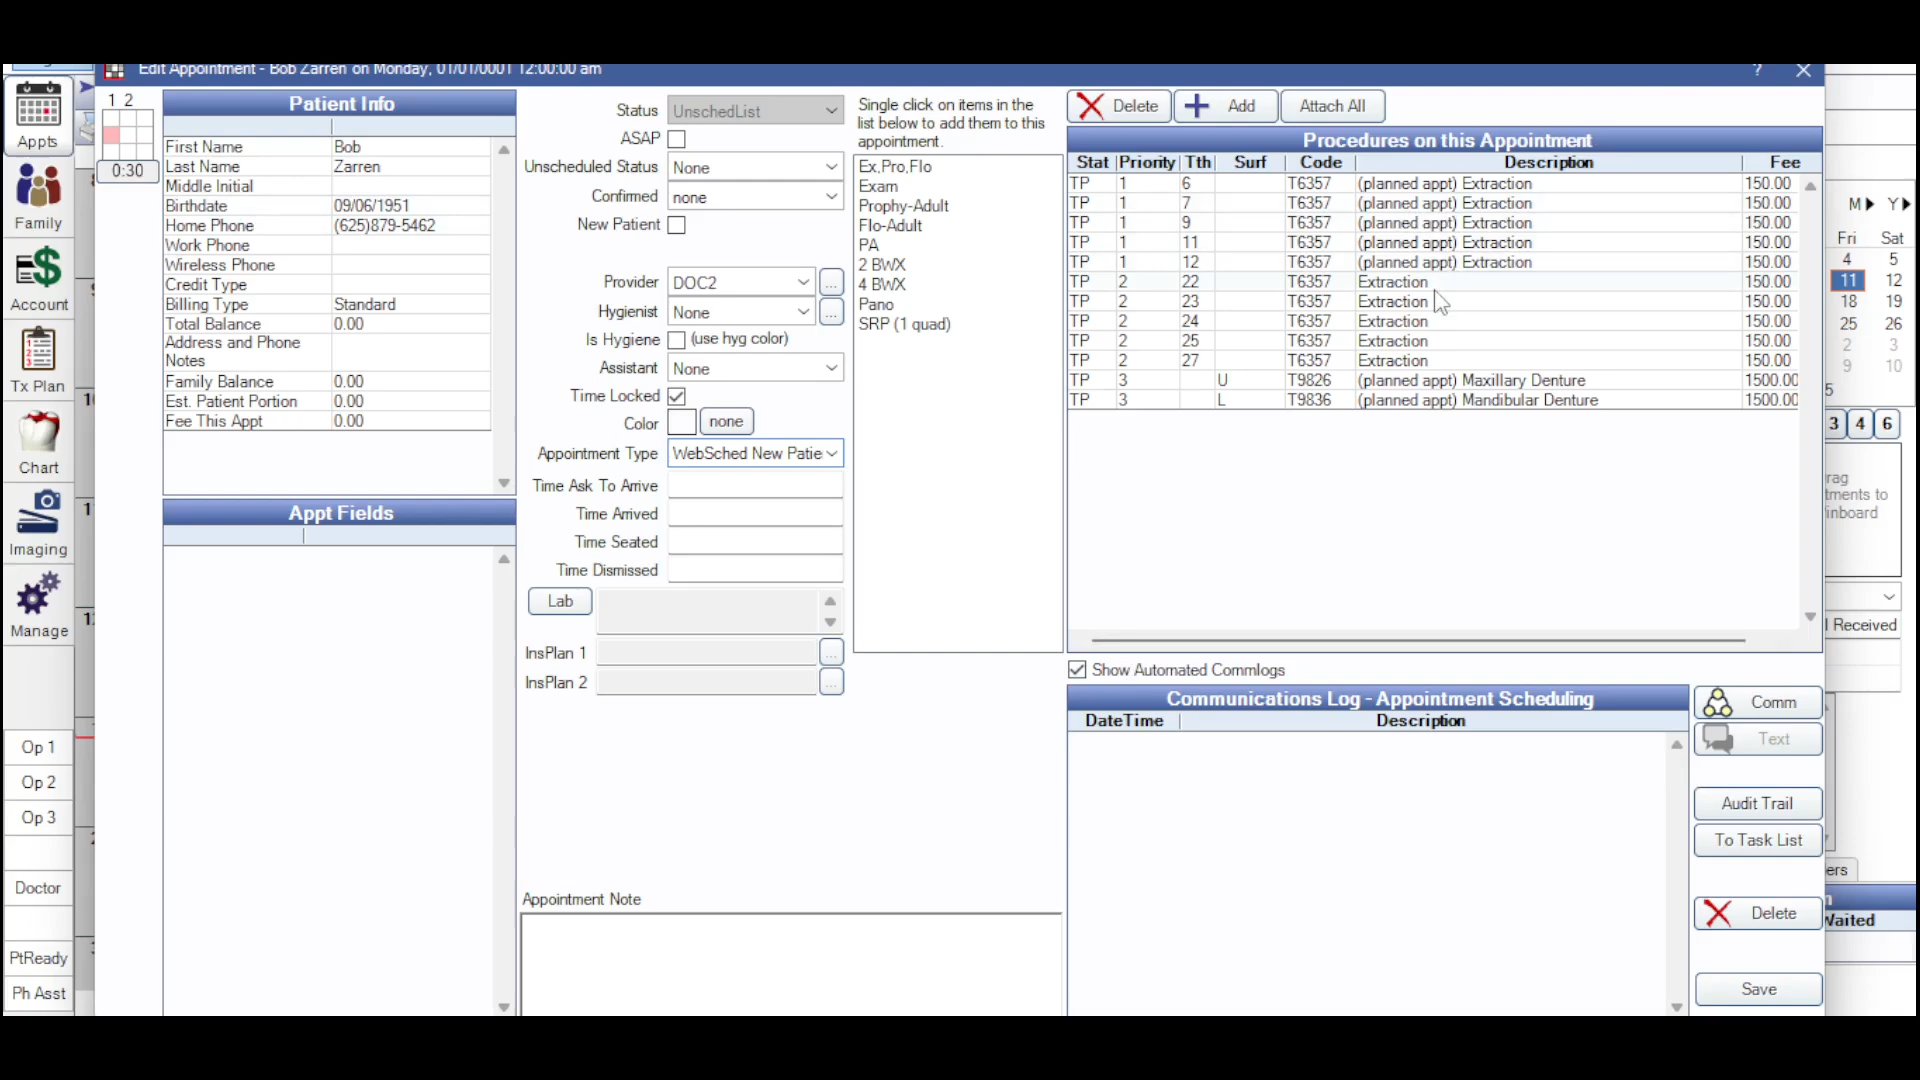 Edit Appointment - Bob Zarren on Monday, 01/01/0001 12:00:00 am
?
Appts
Family
Account
Tx Plan
Chart
Imaging
Manage
Op 1
Op 2
Op 3
Doctor
PtReady
Ph Asst
1 2
0:30
Patient Info
First Name Bob
Last Name Zarren
Middle Initial
Birthdate 09/06/1951
Home Phone (625)879-5462
Work Phone
Wireless Phone
Credit Type
Billing Type Standard
Total Balance 0.00
Address and Phone
Notes
Family Balance 0.00
Est. Patient Portion 0.00
Fee This Appt 0.00
Appt Fields
Status UnschedList
ASAP
Unscheduled Status None
Confirmed none
New Patient
Provider DOC2 ...
Hygienist None ...
Is Hygiene (use hyg color)
Assistant None
Time Locked
Color none
Appointment Type WebSched New Patie
Time Ask To Arrive
Time Arrived
Time Seated
Time Dismissed
Lab
InsPlan 1 ...
InsPlan 2 ...
Appointment Note
Single click on items in the
list below to add them to this
appointment.
Ex,Pro,Flo
Exam
Prophy-Adult
Flo-Adult
PA
2 BWX
4 BWX
Pano
SRP (1 quad)
Delete Add Attach All
Procedures on this Appointment
Stat Priority Tth Surf Code Description Fee
TP 1 6 T6357 (planned appt) Extraction 150.00
TP 1 7 T6357 (planned appt) Extraction 150.00
TP 1 9 T6357 (planned appt) Extraction 150.00
TP 1 11 T6357 (planned appt) Extraction 150.00
TP 1 12 T6357 (planned appt) Extraction 150.00
TP 2 22 T6357 Extraction 150.00
TP 2 23 T6357 Extraction 150.00
TP 2 24 T6357 Extraction 150.00
TP 2 25 T6357 Extraction 150.00
TP 2 27 T6357 Extraction 150.00
TP 3 U T9826 (planned appt) Maxillary Denture 1500.00
TP 3 L T9836 (planned appt) Mandibular Denture 1500.00
Show Automated Commlogs
Communications Log - Appointment Scheduling
DateTime Description
Comm
Text
Audit Trail
To Task List
Delete
Save
M Y
Fri Sat
4 5
11 12
18 19
25 26
2 3
9 10
5
3 4 6
rag
tments to
inboard
Received
ers
Waited